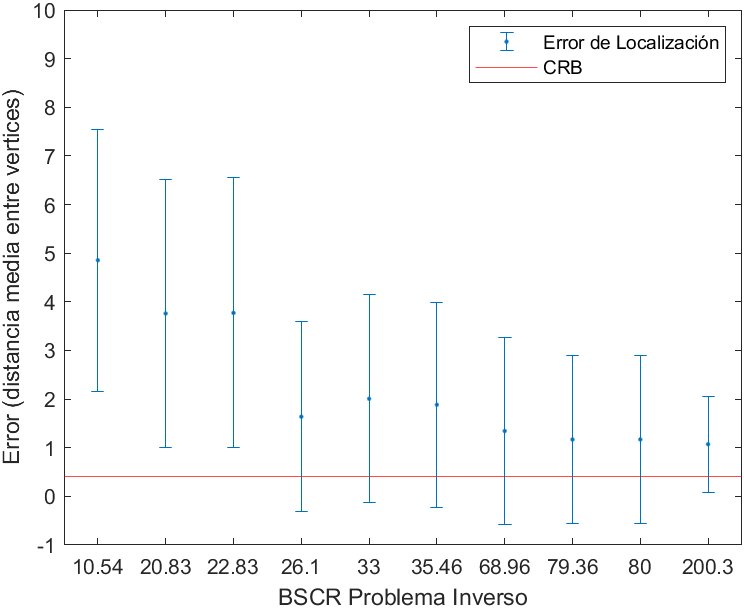 10
9
8
7
6
5
4
3
2
1
0
-1
Error (distancia media entre vertices)
Error de Localización
CRB
10.54 20.83 22.83 26.1 33 35.46 68.96 79.36 80 200.3
BSCR Problema Inverso